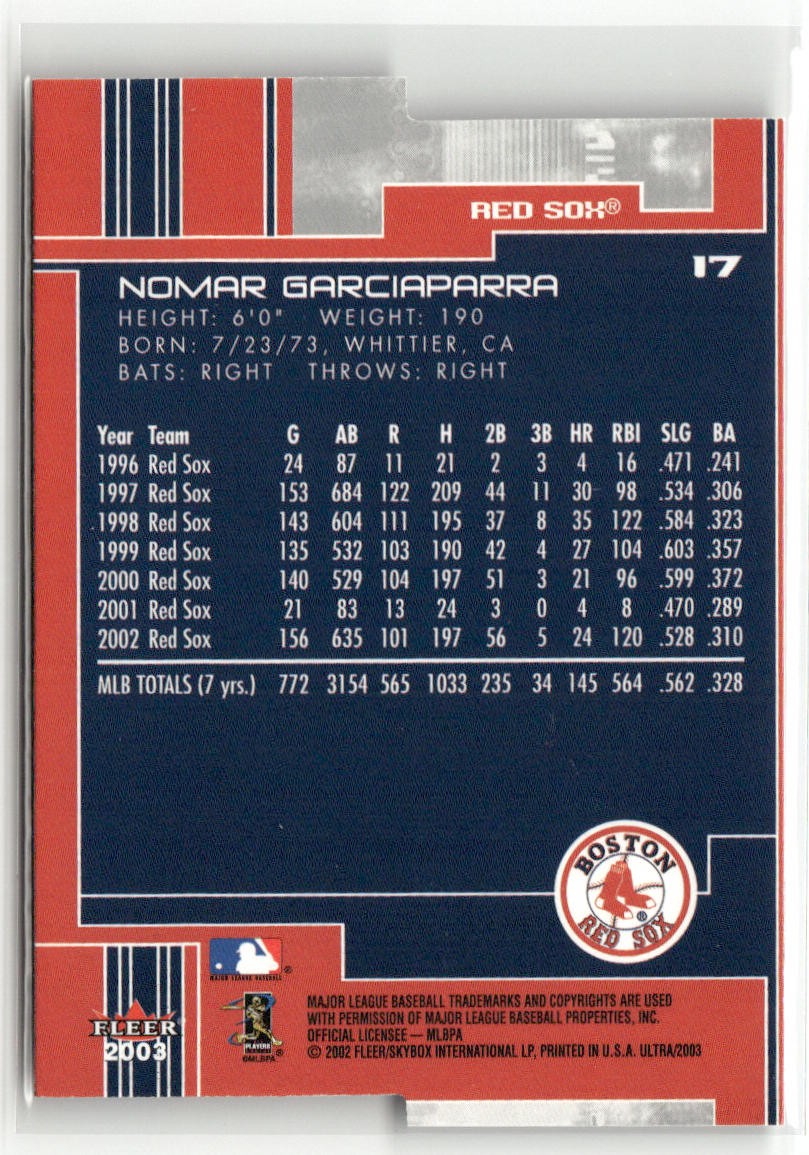 RED SOX®
17
NOMAR GARCIAPARRA
HEIGHT: 6'0" WEIGHT: 190
BORN: 7/23/73, WHITTIER, CA
BATS: RIGHT THROWS: RIGHT
Year Team G AB R H 2B 3B HR RBI SLG BA
1996 Red Sox 24 87 11 21 2 3 4 16 .471 .241
1997 Red Sox 153 684 122 209 44 11 30 98 .534 .306
1998 Red Sox 143 604 111 195 37 8 35 122 .584 .323
1999 Red Sox 135 532 103 190 42 4 27 104 .603 .357
2000 Red Sox 140 529 104 197 51 3 21 96 .599 .372
2001 Red Sox 21 83 13 24 3 0 4 8 .470 .289
2002 Red Sox 156 635 101 197 56 5 24 120 .528 .310
MLB TOTALS (7 yrs.) 772 3154 565 1033 235 34 145 564 .562 .328
BOSTON
RED SOX
®
MAJOR LEAGUE BASEBALL ®
FLEER
2003
PLAYERS
®
©MLBPA
MAJOR LEAGUE BASEBALL TRADEMARKS AND COPYRIGHTS ARE USED
WITH PERMISSION OF MAJOR LEAGUE BASEBALL PROPERTIES, INC.
OFFICIAL LICENSEE — MLBPA
© 2002 FLEER/SKYBOX INTERNATIONAL LP, PRINTED IN U.S.A. ULTRA/2003